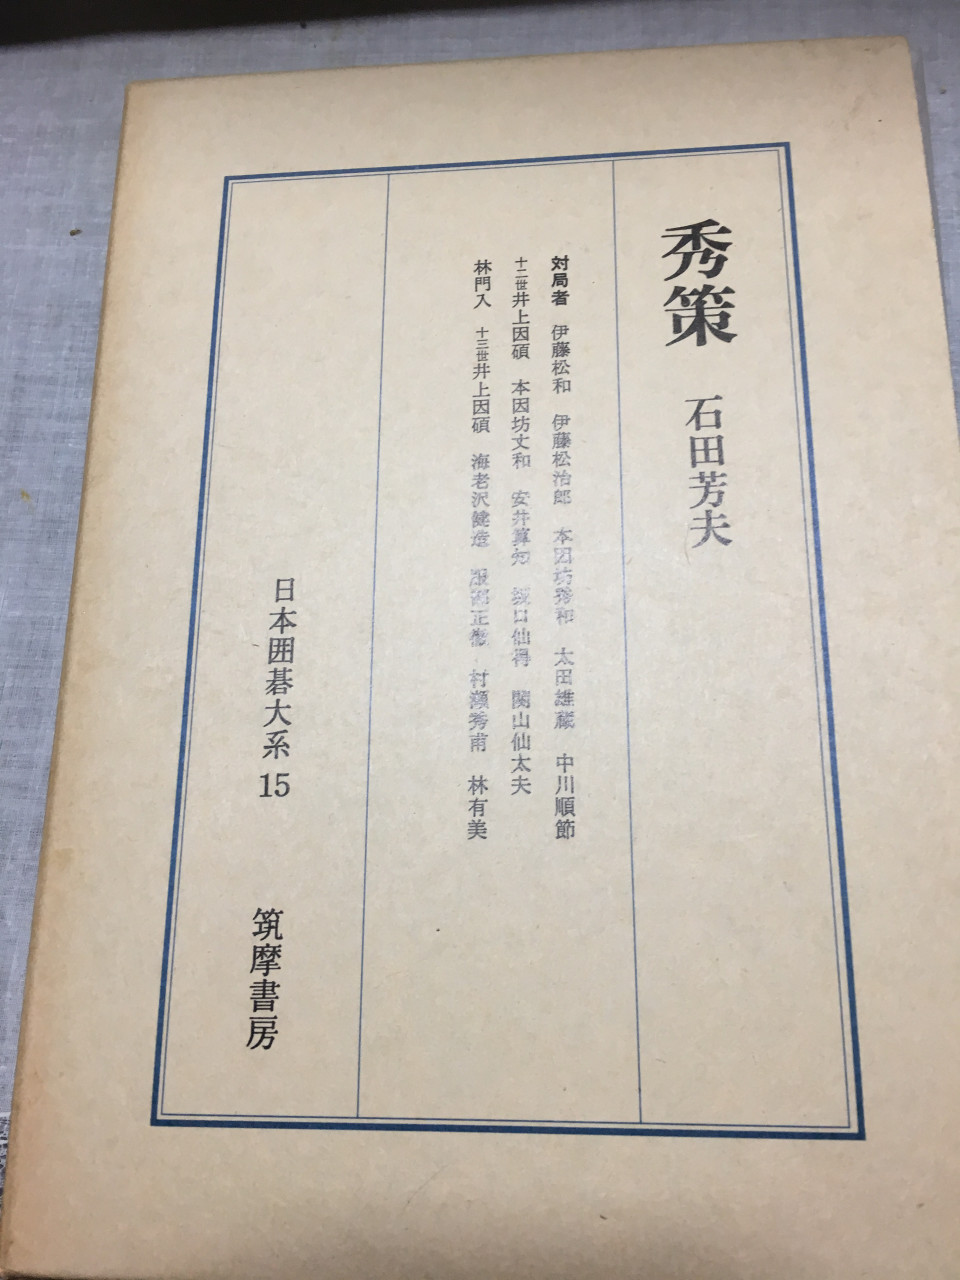 秀策 石田芳夫
対局者 伊藤松和 伊藤松治郎 本因坊秀和 太田雄蔵 中川順節
十二世井上因碩 本因坊丈和 安井算知 坂口仙得 関山仙太夫
林門入 十三世井上因碩 海老沢健造 服部正徹 村瀬秀甫 林有美
日本囲碁大系 15
筑摩書房